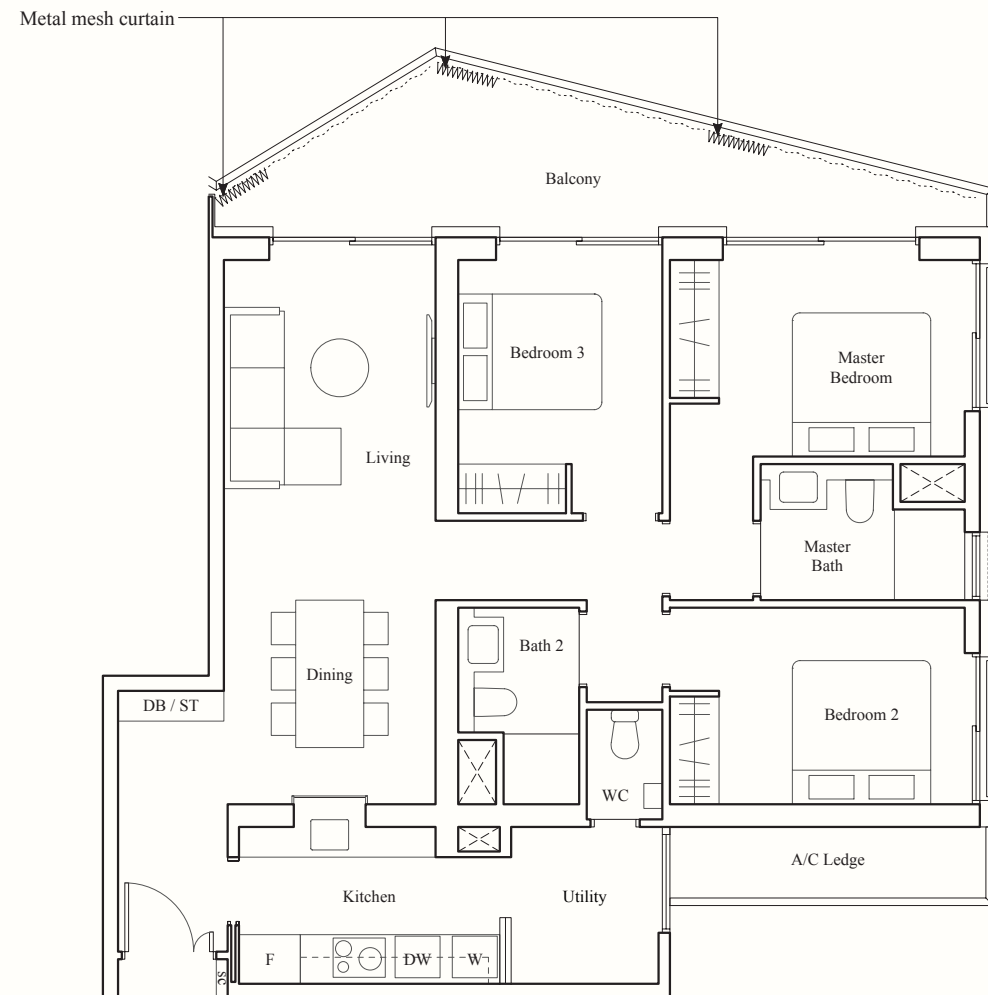 Metal mesh curtain
Balcony
Bedroom 3
Master
Bedroom
Living
Master
Bath
Bath 2
Dining
DB / ST
Bedroom 2
WC
A/C Ledge
Kitchen
Utility
F
DW
W
SC